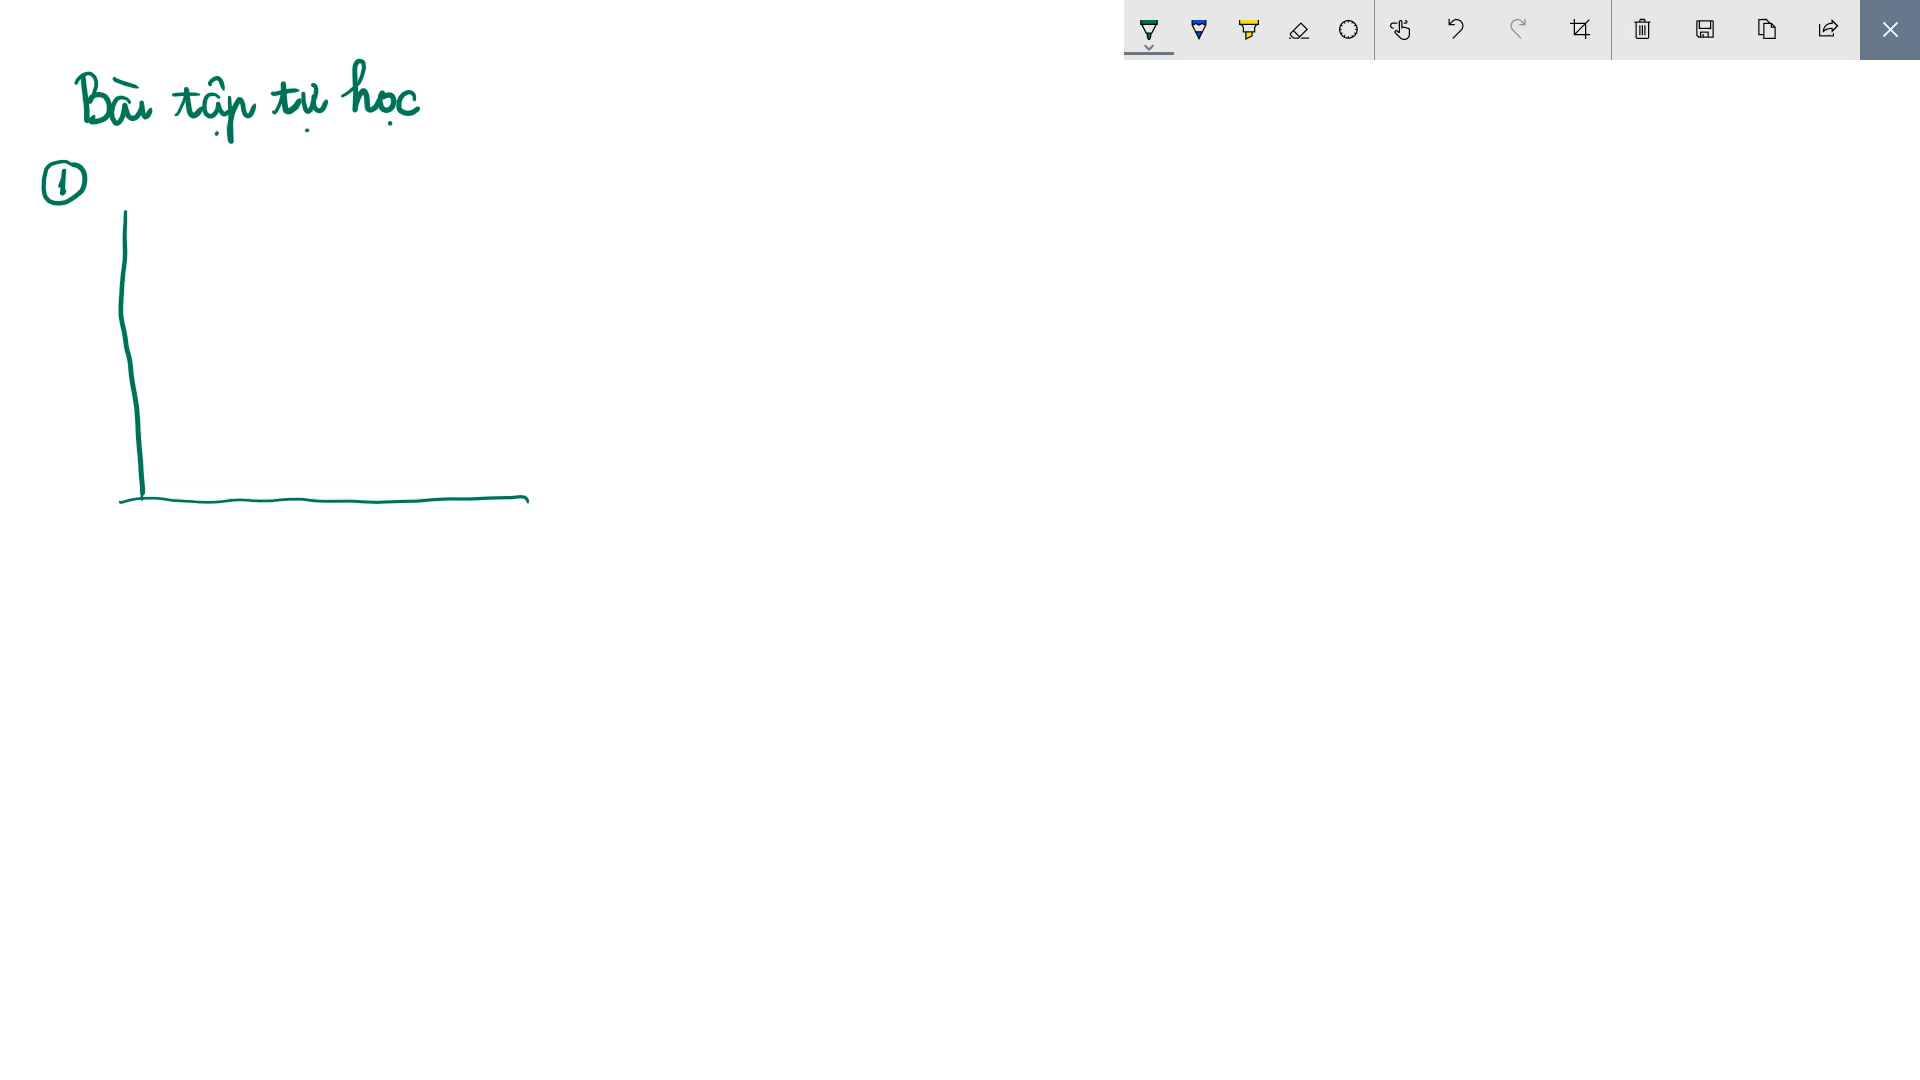 Bài tập tự học
①